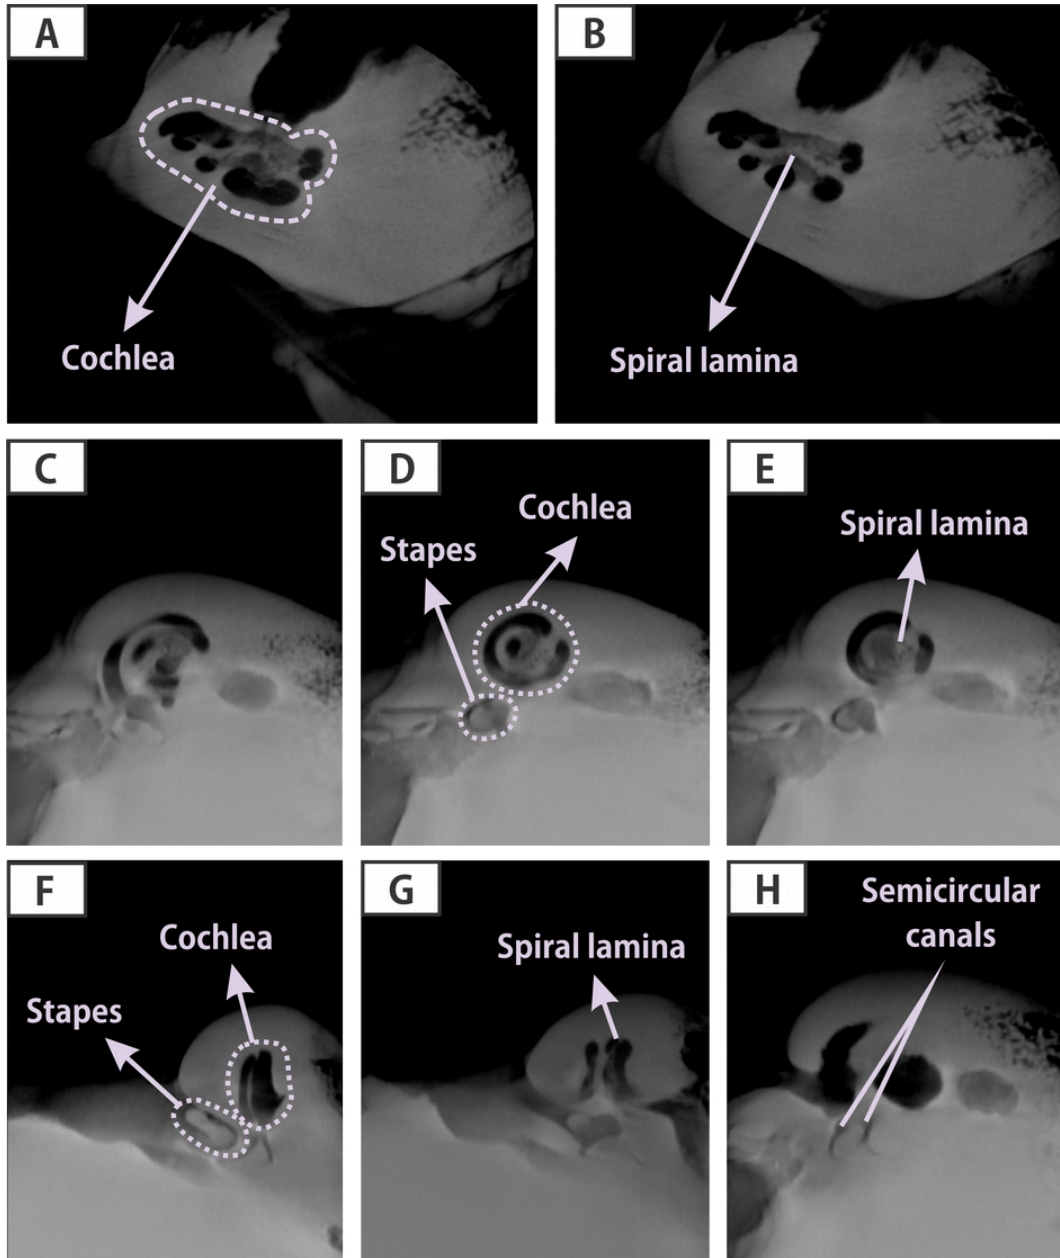 A
Cochlea
B
Spiral lamina
C
D
Cochlea
Stapes
E
Spiral lamina
F
Cochlea
Stapes
G
Spiral lamina
H
Semicircular
canals